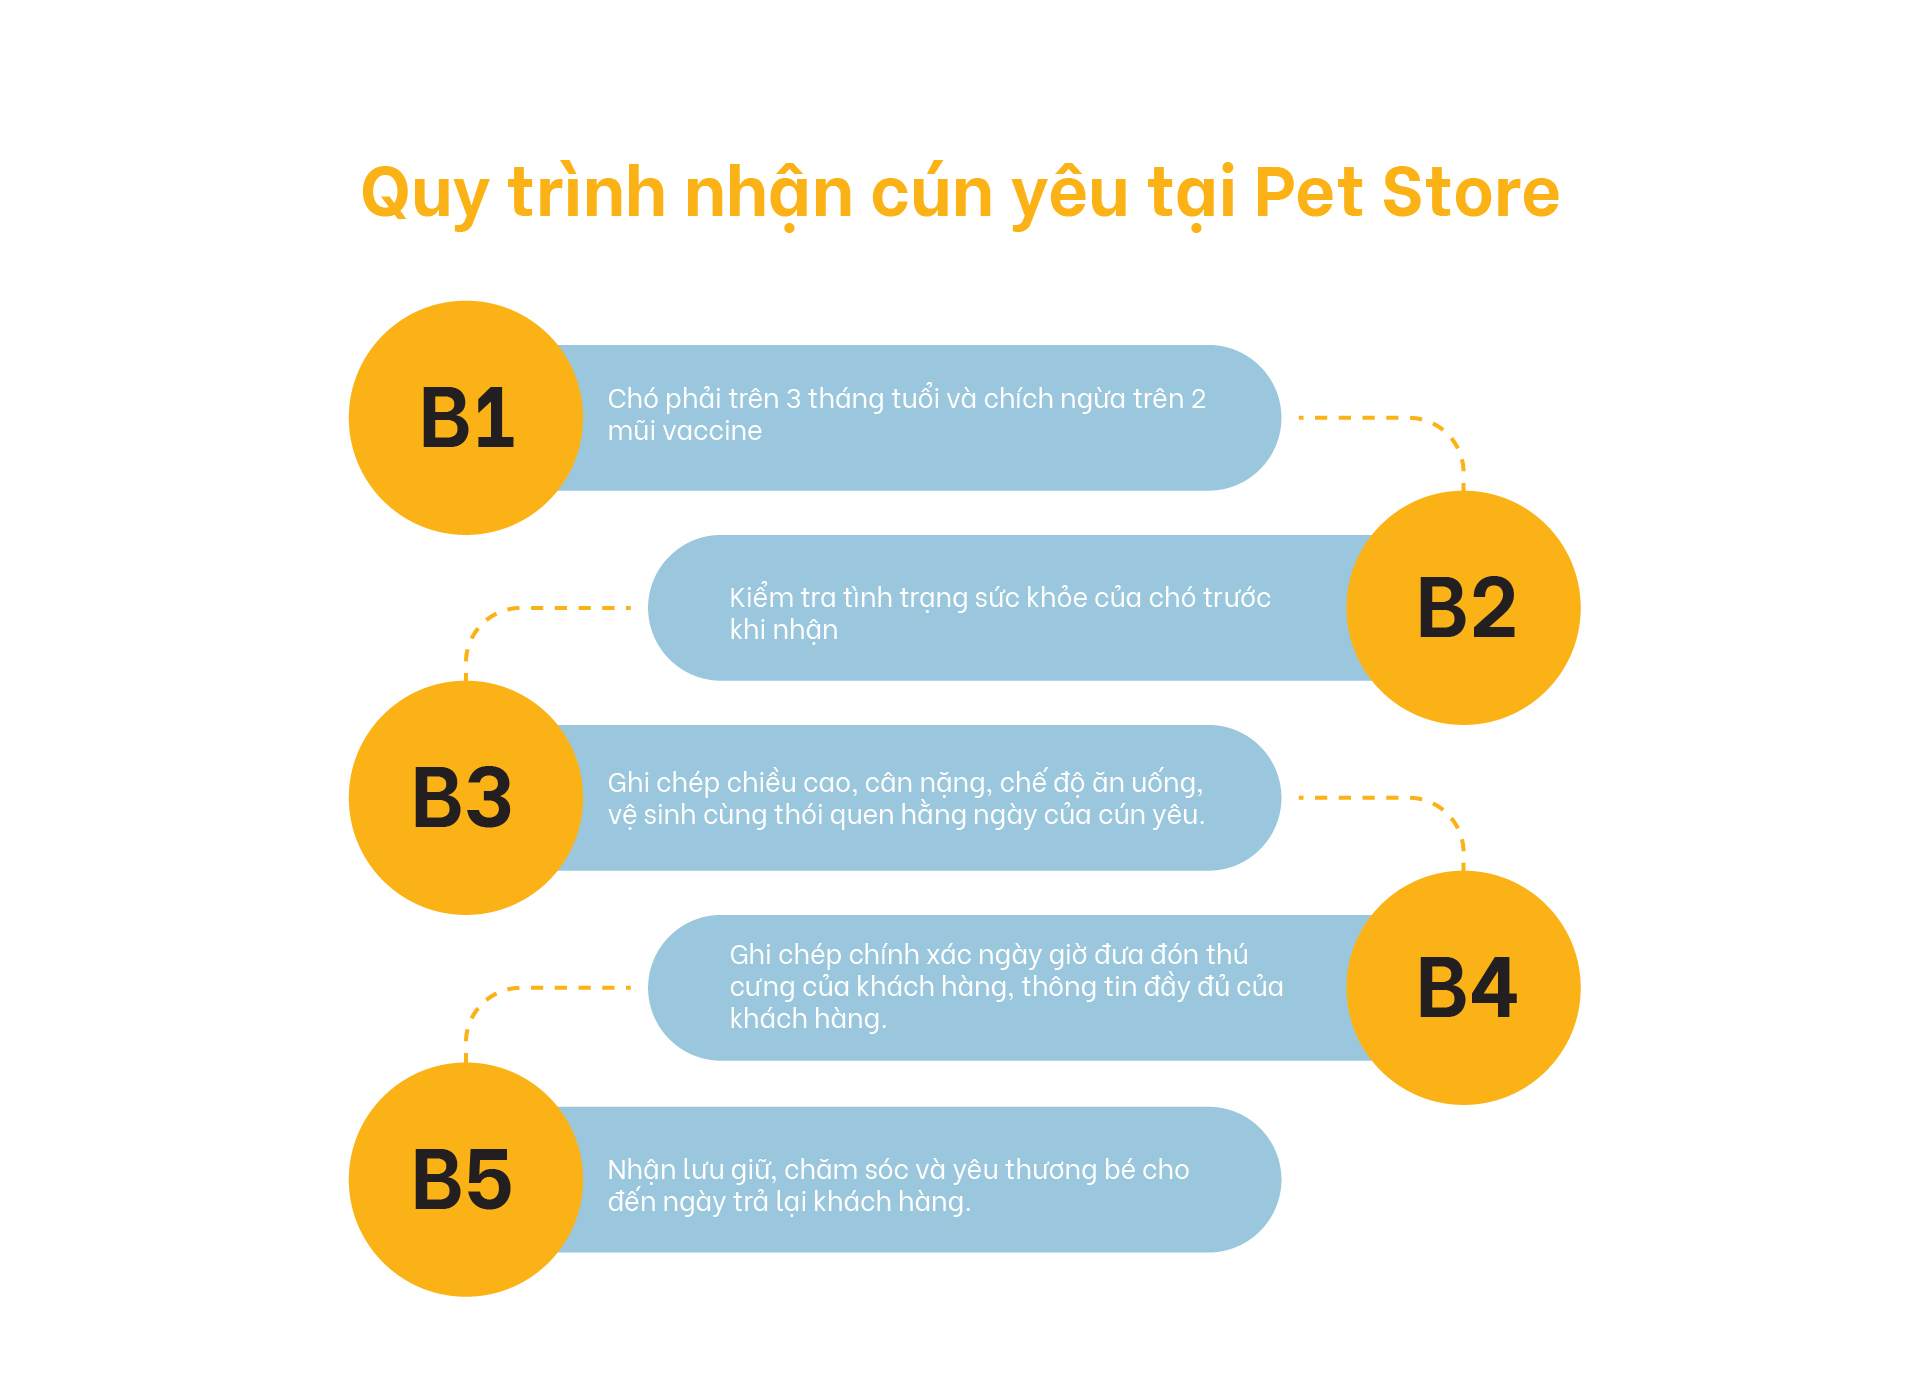 Quy trình nhận cún yêu tại Pet Store
B1
Chó phải trên 3 tháng tuổi và chích ngừa trên 2
mũi vaccine
B2
Kiểm tra tình trạng sức khỏe của chó trước
khi nhận
B3
Ghi chép chiều cao, cân nặng, chế độ ăn uống,
vệ sinh cùng thói quen hằng ngày của cún yêu.
B4
Ghi chép chính xác ngày giờ đưa đón thú
cưng của khách hàng, thông tin đầy đủ của
khách hàng.
B5
Nhận lưu giữ, chăm sóc và yêu thương bé cho
đến ngày trả lại khách hàng.